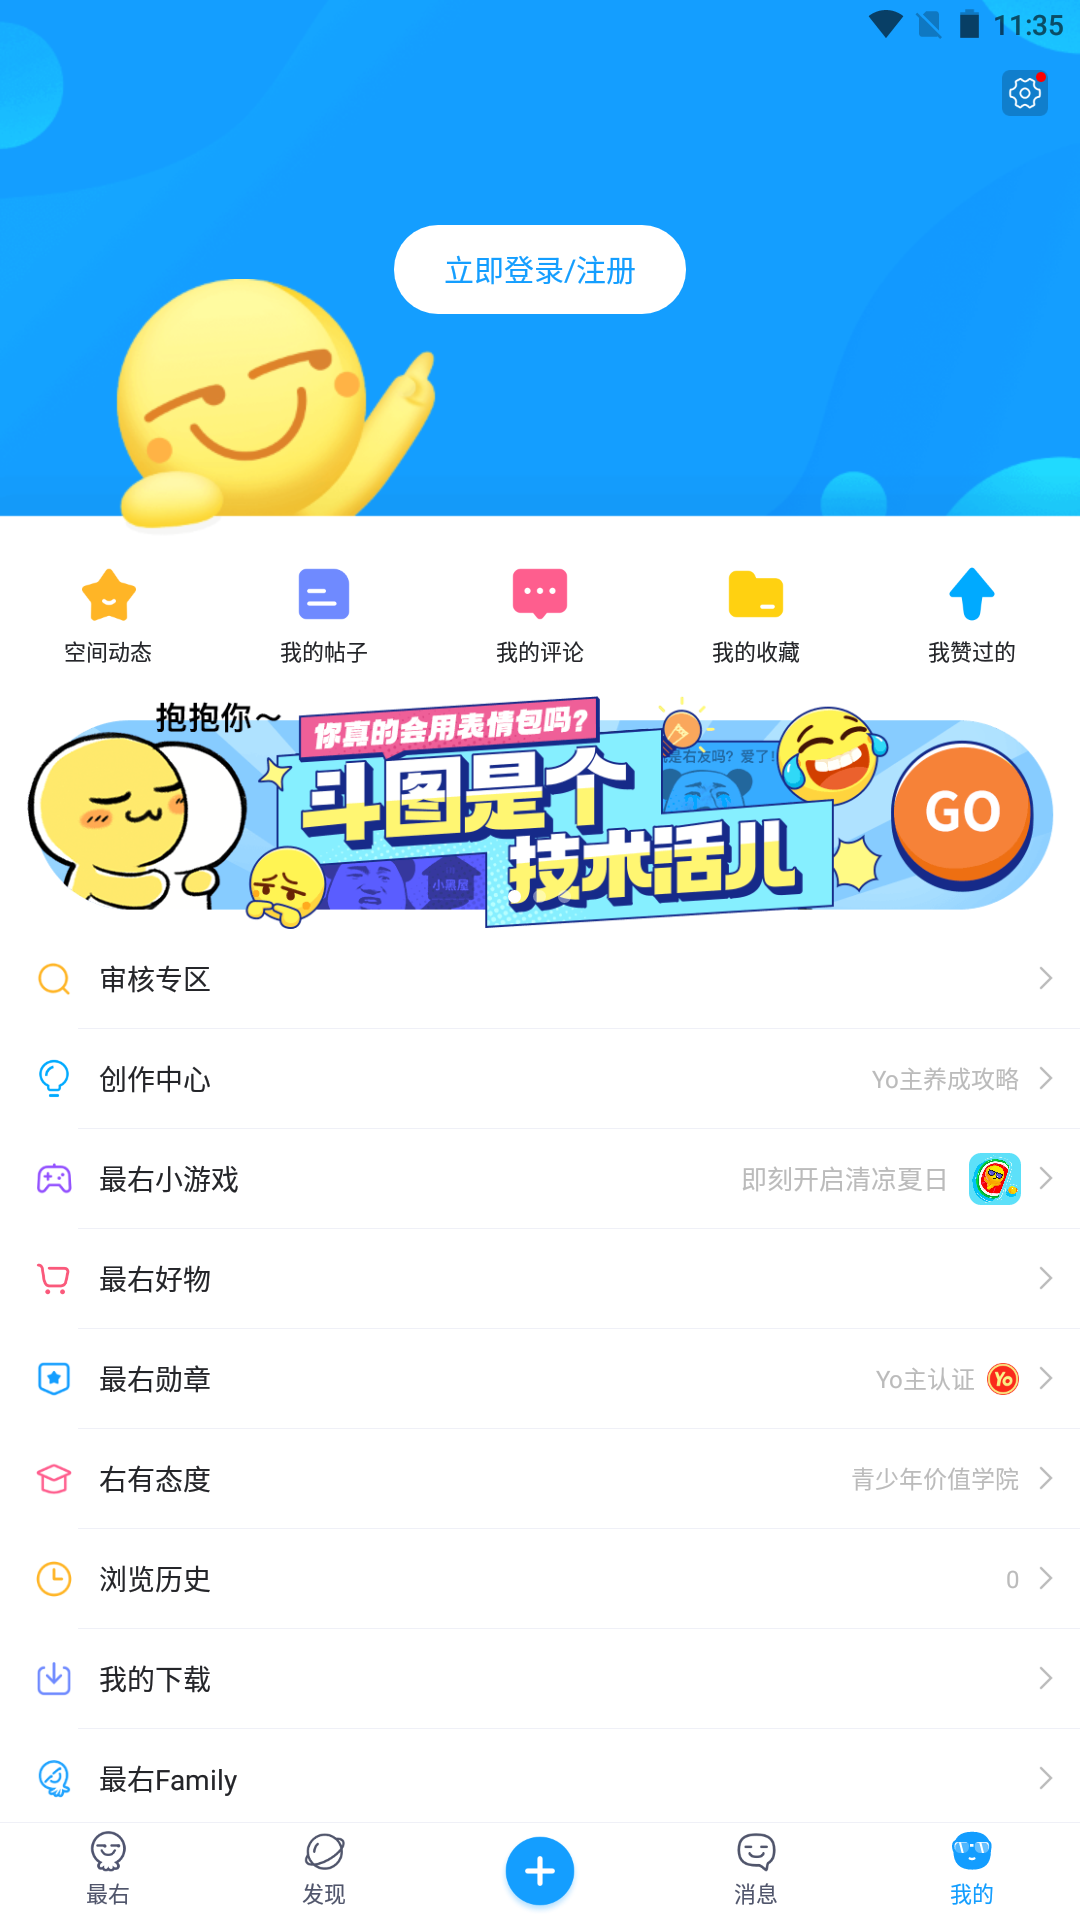 11:35
立即登录/注册
空间动态
我的帖子
我的评论
我的收藏
我赞过的
抱抱你~
你真的会用表情包吗?
是右发吗? 爱了!
斗图是个
技术活儿
小黑屋
GO
审核专区
创作中心 Yo主养成攻略
最右小游戏 即刻开启清凉夏日
最右好物
最右勋章 Yo主认证 Yo
右有态度 青少年价值学院
浏览历史 0
我的下载
最右Family
最右
发现
消息
我的